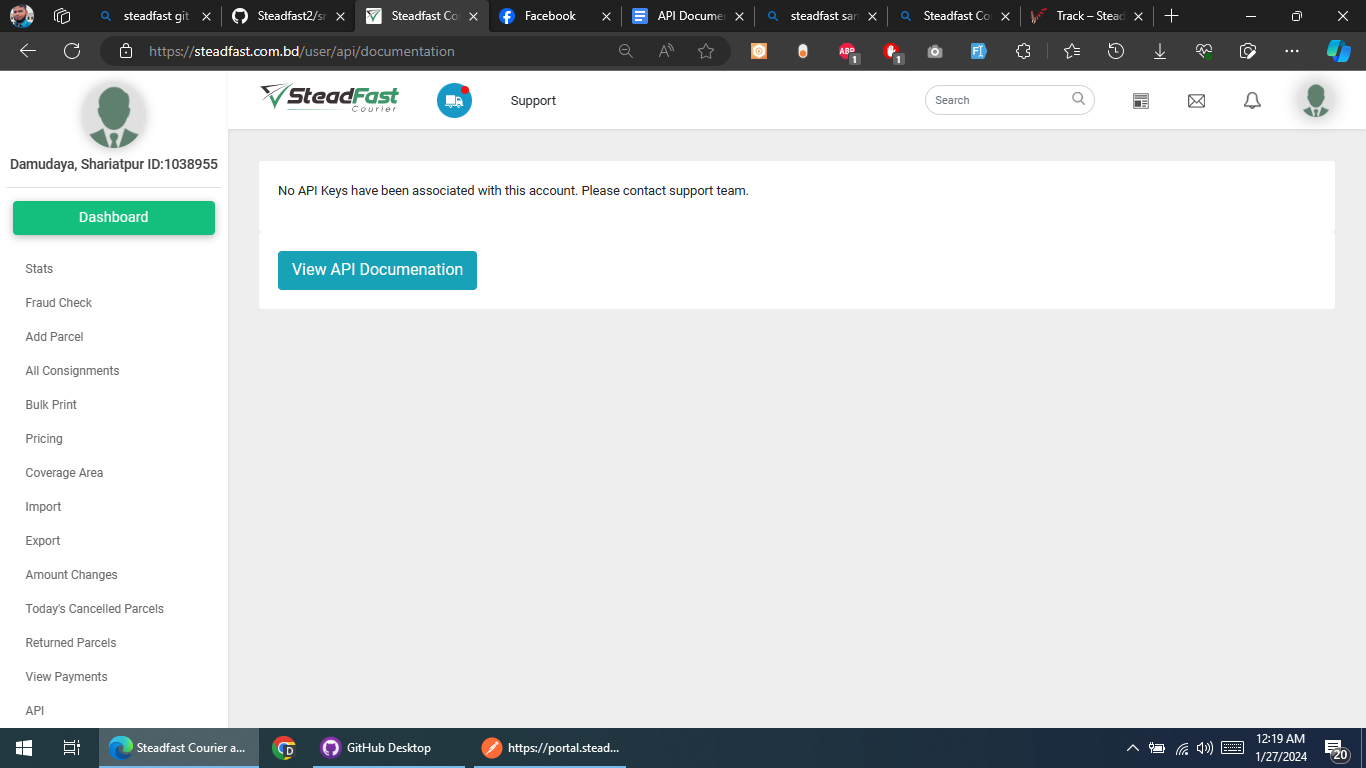 steadfast git
Steadfast2/sr
Steadfast Co
Facebook
API Documen
steadfast san
Steadfast Co
Track – Stead
https://steadfast.com.bd/user/api/documentation
ABP
1
1
SteadFast
Courier
Support
Search
Damudaya, Shariatpur ID:1038955
Dashboard
Stats
Fraud Check
Add Parcel
All Consignments
Bulk Print
Pricing
Coverage Area
Import
Export
Amount Changes
Today's Cancelled Parcels
Returned Parcels
View Payments
API
No API Keys have been associated with this account. Please contact support team.
View API Documenation
Steadfast Courier a...
GitHub Desktop
https://portal.stead...
12:19 AM
1/27/2024
20